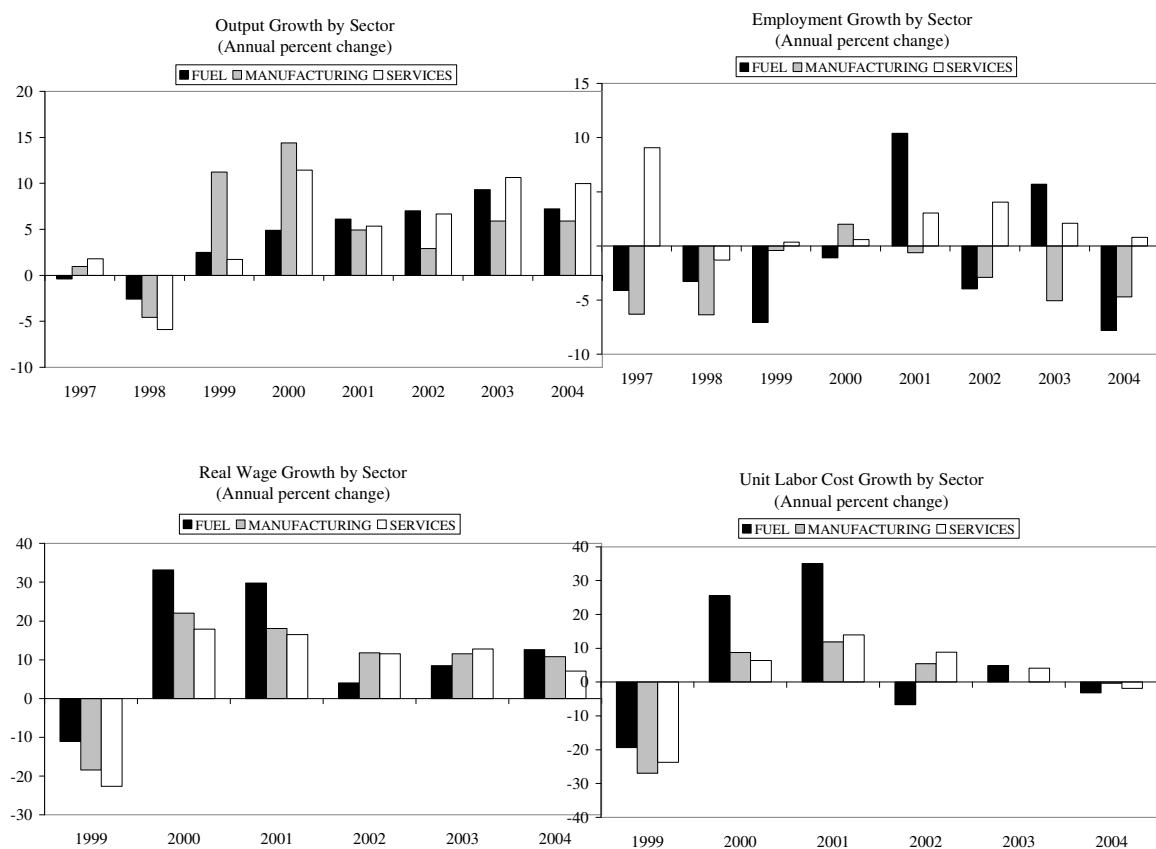 Output Growth by Sector
(Annual percent change)
FUEL MANUFACTURING SERVICES
20
15
10
5
0
-5
-10
1997 1998 1999 2000 2001 2002 2003 2004
Employment Growth by Sector
(Annual percent change)
FUEL MANUFACTURING SERVICES
15
10
5
0
-5
-10
1997 1998 1999 2000 2001 2002 2003 2004
Real Wage Growth by Sector
(Annual percent change)
FUEL MANUFACTURING SERVICES
40
30
20
10
0
-10
-20
-30
1999 2000 2001 2002 2003 2004
Unit Labor Cost Growth by Sector
(Annual percent change)
FUEL MANUFACTURING SERVICES
40
30
20
10
0
-10
-20
-30
-40
1999 2000 2001 2002 2003 2004